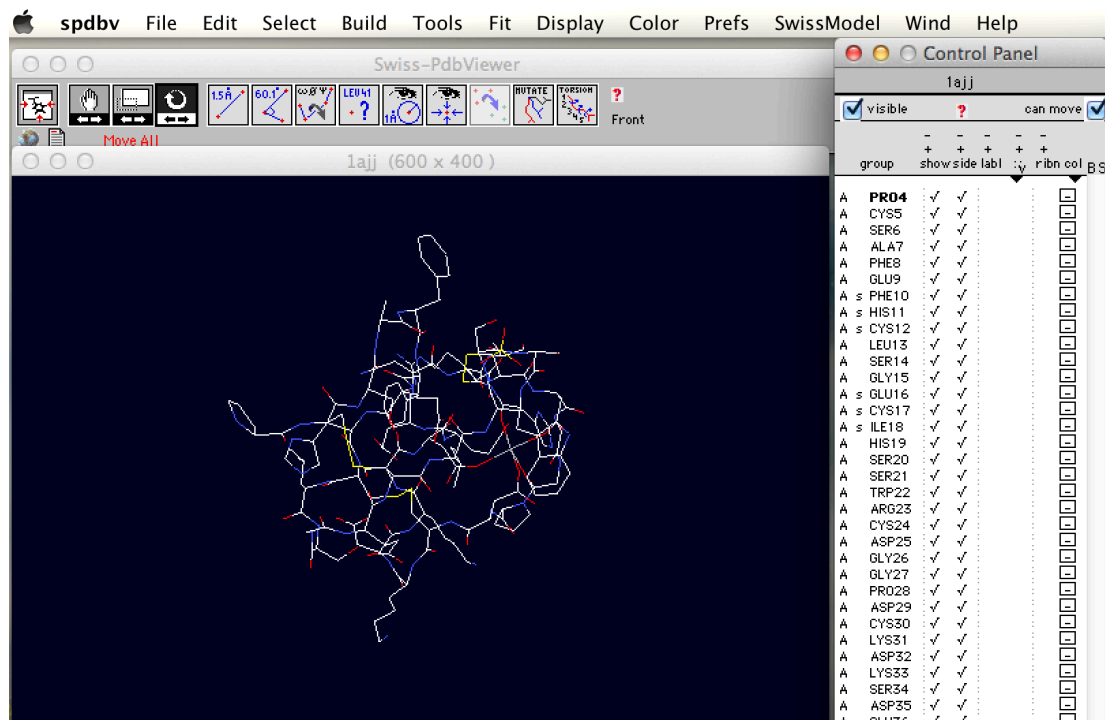 spdbv File Edit Select Build Tools Fit Display Color Prefs SwissModel Wind Help
Swiss-PdbViewer
1.5Å 60.1° ω,θ Ψ LEU41 ? 1Å MUTATE TORSION ? Front
Move All
1ajj (600 x 400 )
Control Panel
1ajj
visible ? can move
- - - - -
+ + + + +
group show side labl :: v ribn col B S
A PRO4 √ √ -
A CYS5 √ √ -
A SER6 √ √ -
A ALA7 √ √ -
A PHE8 √ √ -
A GLU9 √ √ -
A s PHE10 √ √ -
A s HIS11 √ √ -
A s CYS12 √ √ -
A LEU13 √ √ -
A SER14 √ √ -
A GLY15 √ √ -
A s GLU16 √ √ -
A s CYS17 √ √ -
A s ILE18 √ √ -
A HIS19 √ √ -
A SER20 √ √ -
A SER21 √ √ -
A TRP22 √ √ -
A ARG23 √ √ -
A CYS24 √ √ -
A ASP25 √ √ -
A GLY26 √ √ -
A GLY27 √ √ -
A PRO28 √ √ -
A ASP29 √ √ -
A CYS30 √ √ -
A LYS31 √ √ -
A ASP32 √ √ -
A LYS33 √ √ -
A SER34 √ √ -
A ASP35 √ √ -